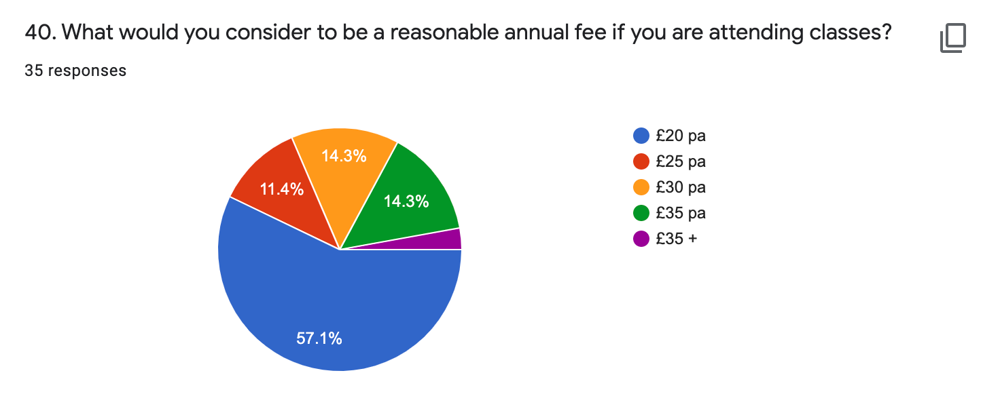 40. What would you consider to be a reasonable annual fee if you are attending classes?
35 responses
£20 pa
£25 pa
£30 pa
£35 pa
£35 +
14.3%
11.4%
14.3%
57.1%